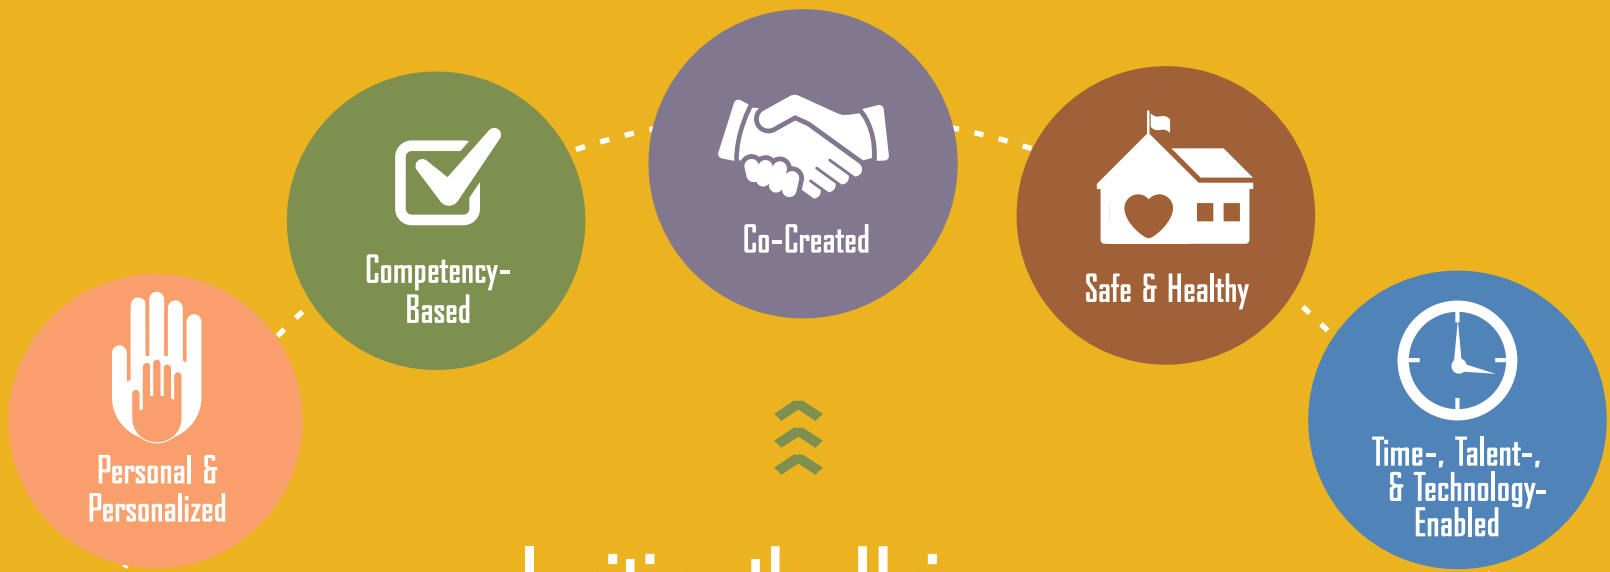 Personal &
Personalized
Competency-
Based
Co-Created
Safe & Healthy
Time-, Talent-,
& Technology-
Enabled